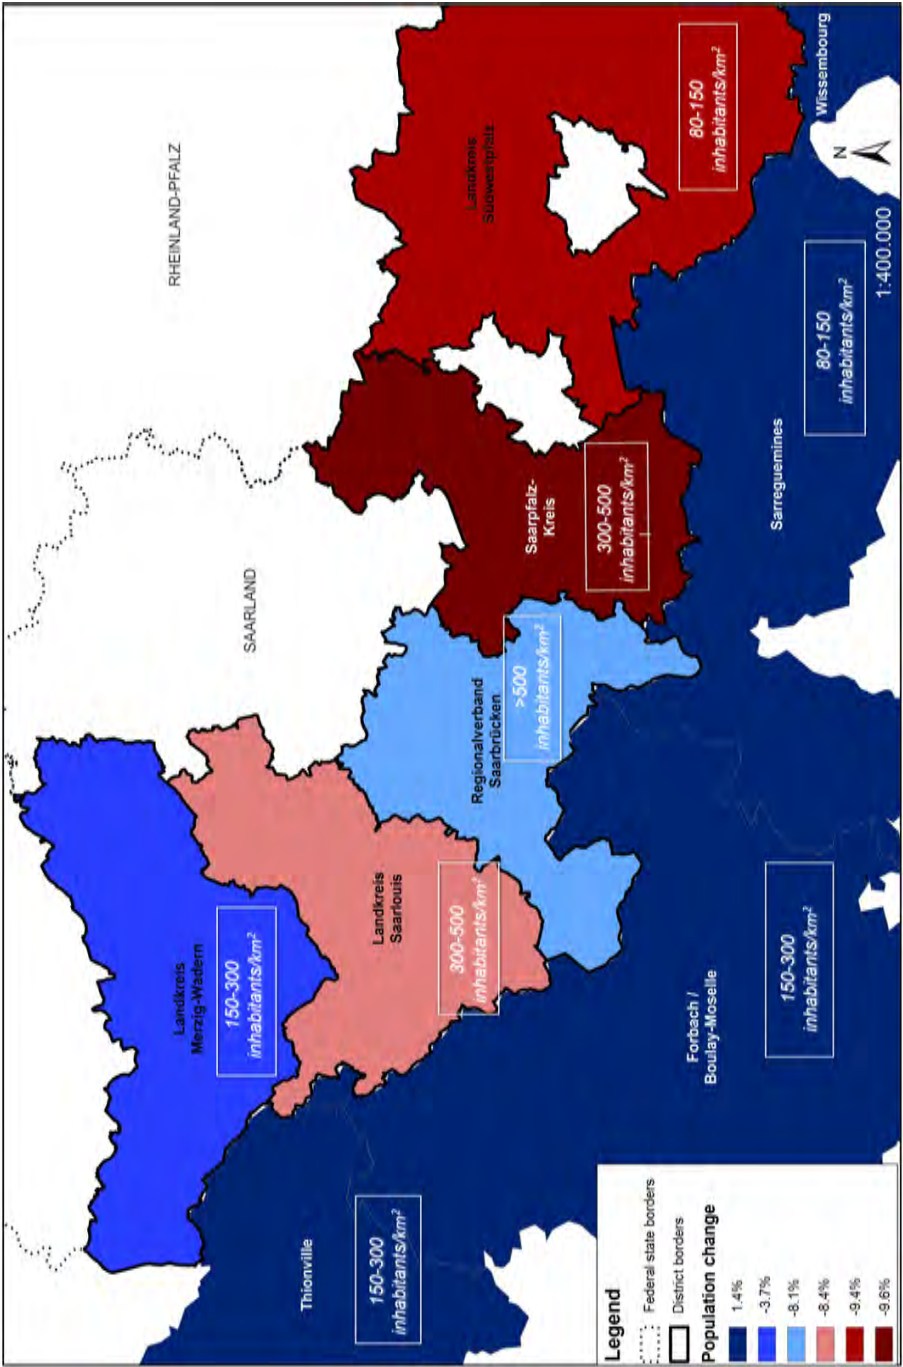 RHEINLAND-PFALZ
SAARLAND
Landkreis
Merzig-Wadern
150-300
inhabitants/km²
Landkreis
Saarlouis
300-500
inhabitants/km²
Regionalverband
Saarbrücken
>500
inhabitants/km²
Saarpfalz-
Kreis
300-500
inhabitants/km²
Landkreis
Südwestpfalz
80-150
inhabitants/km²
Thionville
150-300
inhabitants/km²
Forbach /
Boulay-Moselle
150-300
inhabitants/km²
Sarreguemines
80-150
inhabitants/km²
Wissembourg
N
1:400.000
Legend
Federal state borders
District borders
Population change
1.4%
-3.7%
-8.1%
-8.4%
-9.4%
-9.6%